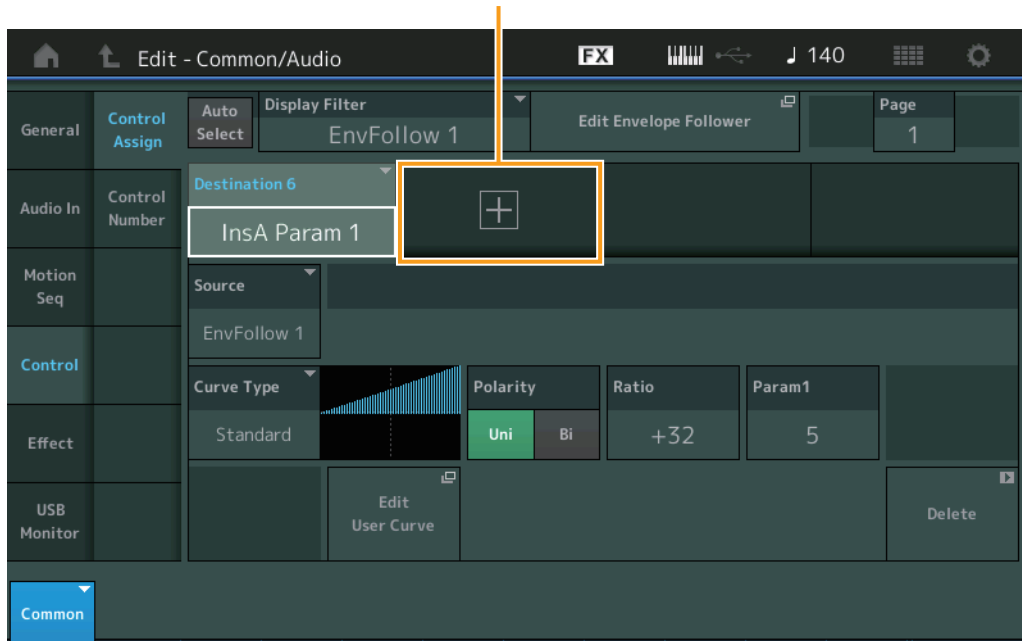 Edit - Common/Audio
FX
140
General
Control
Assign
Auto
Select
Display Filter
EnvFollow 1
Edit Envelope Follower
Page
1
Audio In
Control
Number
Destination 6
InsA Param 1
Motion
Seq
Source
EnvFollow 1
Control
Curve Type
Standard
Polarity
Uni
Bi
Ratio
+32
Param1
5
Effect
USB
Monitor
Edit
User Curve
Delete
Common